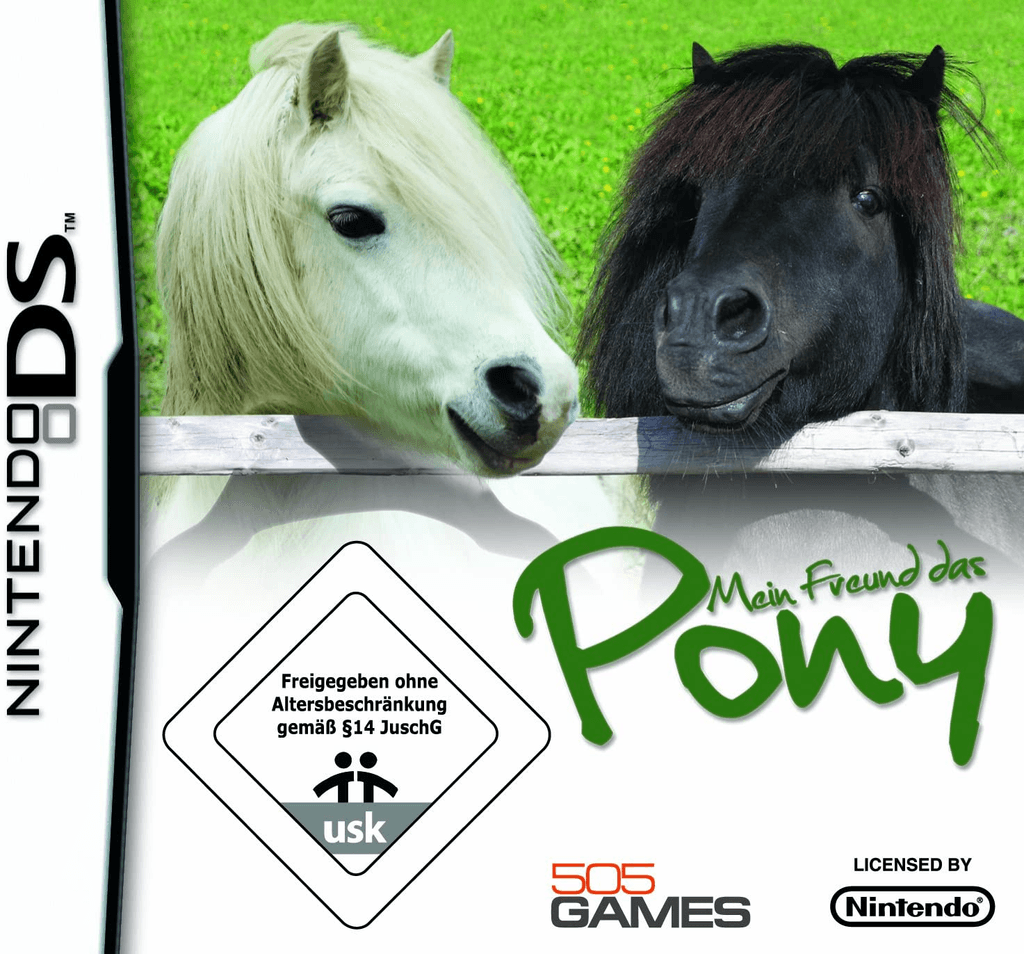 NINTENDO DS™
Mein Freund das
Pony
Freigegeben ohne
Altersbeschränkung
gemäß §14 JuschG
usk
505
GAMES
LICENSED BY
Nintendo®